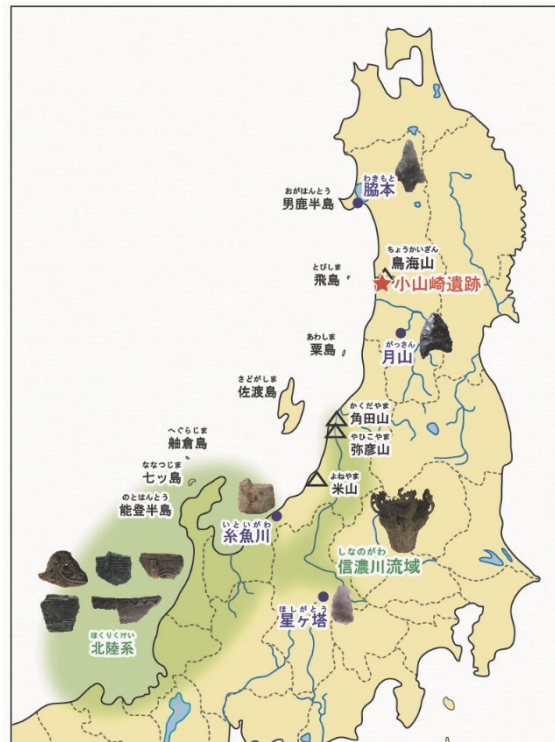 わきもと
脇本
おがはんとう
男鹿半島
ちょうかいざん
鳥海山
とびしま
飛島
小山崎遺跡
がっさん
月山
あわしま
粟島
さどがしま
佐渡島
かくだやま
角田山
やひこやま
弥彦山
へぐらじま
舳倉島
よねやま
米山
ななつじま
七ッ島
のとはんとう
能登半島
いといがわ
糸魚川
しなのがわ
信濃川流域
ほしがとう
星ヶ塔
ほくりくけい
北陸系